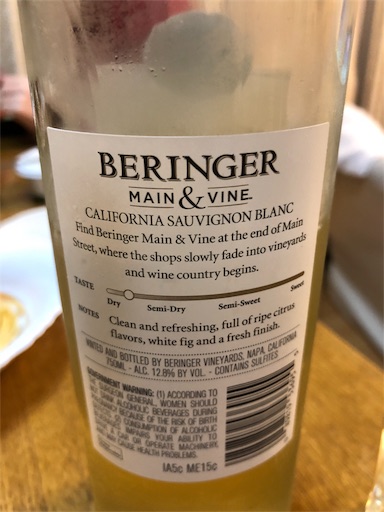 BERINGER
MAIN & VINE
CALIFORNIA SAUVIGNON BLANC
Find Beringer Main & Vine at the end of Main
Street, where the shops slowly fade into vineyards
and wine country begins.
TASTE
Dry Semi-Dry Semi-Sweet Sweet
NOTES
Clean and refreshing, full of ripe citrus
flavors, white fig and a fresh finish.
VINTED AND BOTTLED BY BERINGER VINEYARDS, NAPA, CALIFORNIA
750ML - ALC. 12.8% BY VOL. - CONTAINS SULFITES
GOVERNMENT WARNING: (1) ACCORDING TO
THE SURGEON GENERAL, WOMEN SHOULD
NOT DRINK ALCOHOLIC BEVERAGES DURING
PREGNANCY BECAUSE OF THE RISK OF BIRTH
CONSUMPTION OF ALCOHOLIC
IMPAIRS YOUR ABILITY TO
A CAR OR OPERATE MACHINERY,
CAUSE HEALTH PROBLEMS.
IA5c ME15c